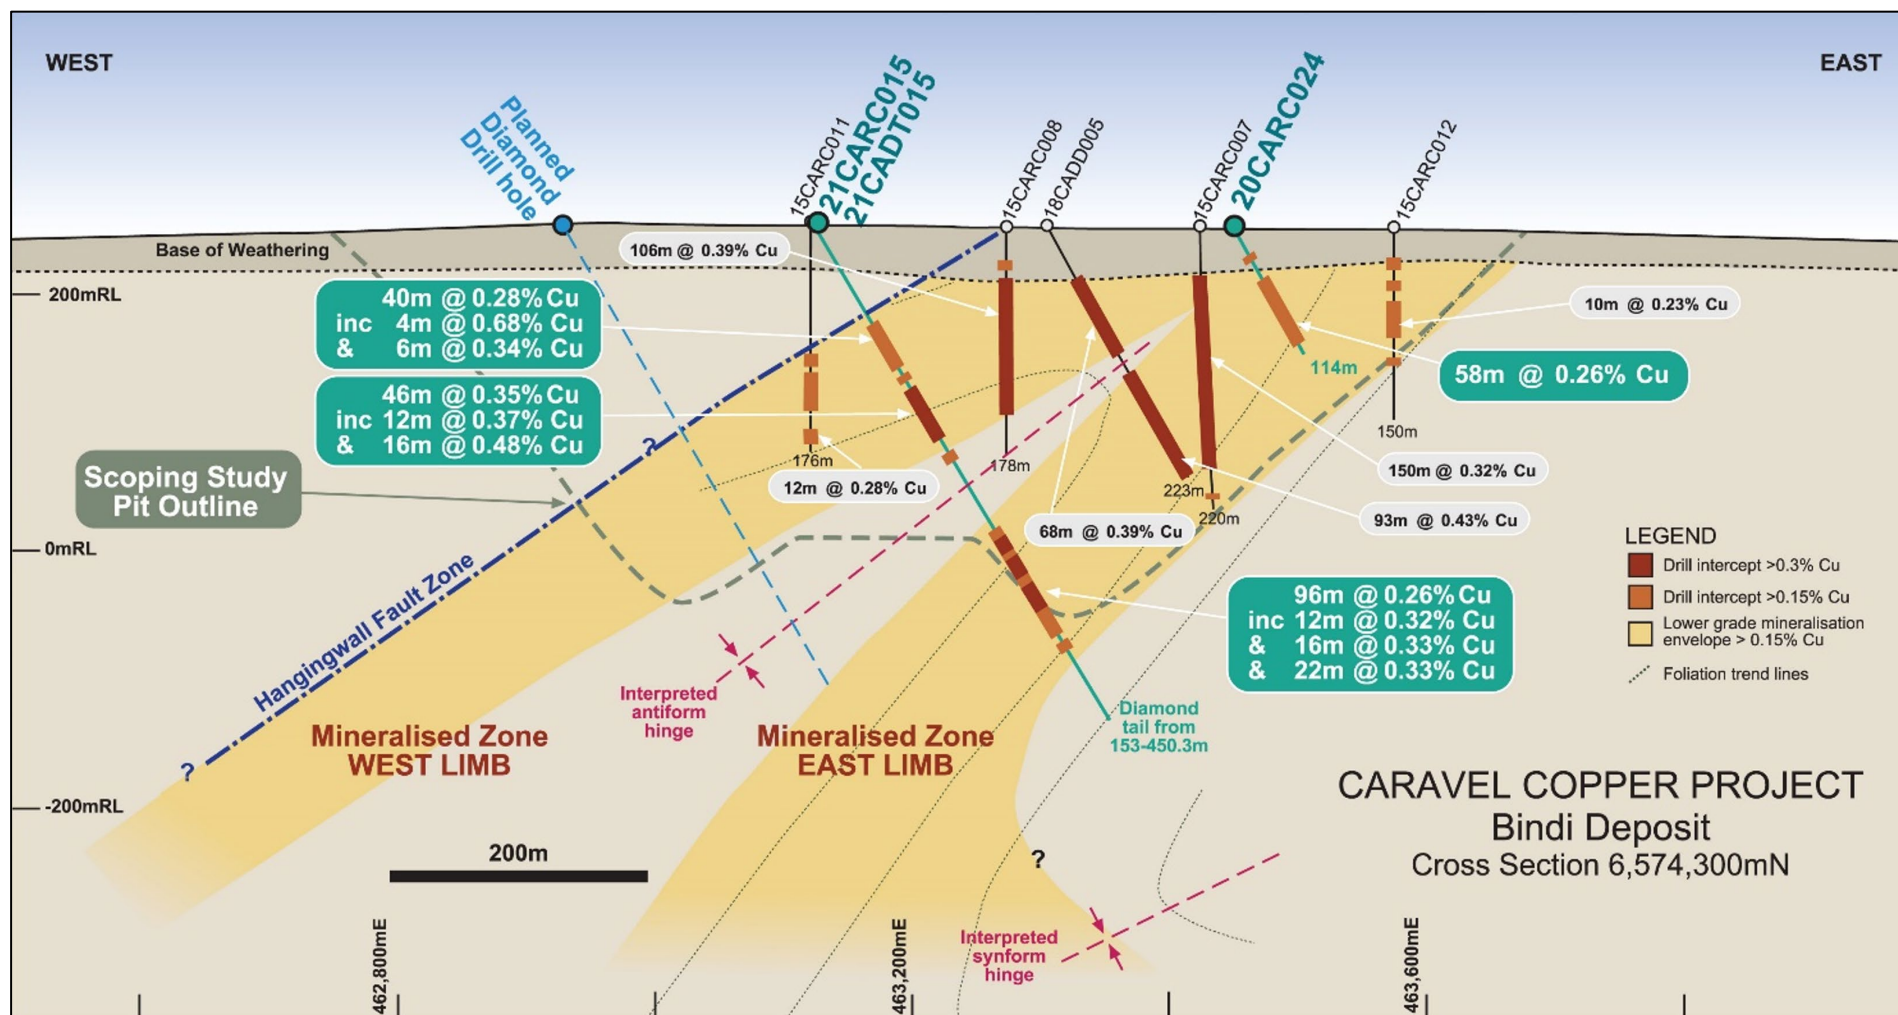 WEST
EAST
Planned
Diamond
Drill hole
15CARC011
21CARC015
21CADT015
15CARC008
18CADD005
15CARC007
20CARC024
15CARC012
Base of Weathering
106m @ 0.39% Cu
200mRL
40m @ 0.28% Cu
inc 4m @ 0.68% Cu
& 6m @ 0.34% Cu
10m @ 0.23% Cu
114m
58m @ 0.26% Cu
46m @ 0.35% Cu
inc 12m @ 0.37% Cu
& 16m @ 0.48% Cu
150m
?
176m
178m
Scoping Study
Pit Outline
12m @ 0.28% Cu
150m @ 0.32% Cu
223m
220m
68m @ 0.39% Cu
93m @ 0.43% Cu
0mRL
LEGEND
Drill intercept >0.3% Cu
Drill intercept >0.15% Cu
Lower grade mineralisation
envelope > 0.15% Cu
Foliation trend lines
Hangingwall Fault Zone
96m @ 0.26% Cu
inc 12m @ 0.32% Cu
& 16m @ 0.33% Cu
& 22m @ 0.33% Cu
Interpreted
antiform
hinge
Diamond
tail from
153-450.3m
Mineralised Zone
WEST LIMB
Mineralised Zone
EAST LIMB
?
-200mRL
CARAVEL COPPER PROJECT
Bindi Deposit
Cross Section 6,574,300mN
200m
?
Interpreted
synform
hinge
462,800mE
463,200mE
463,600mE